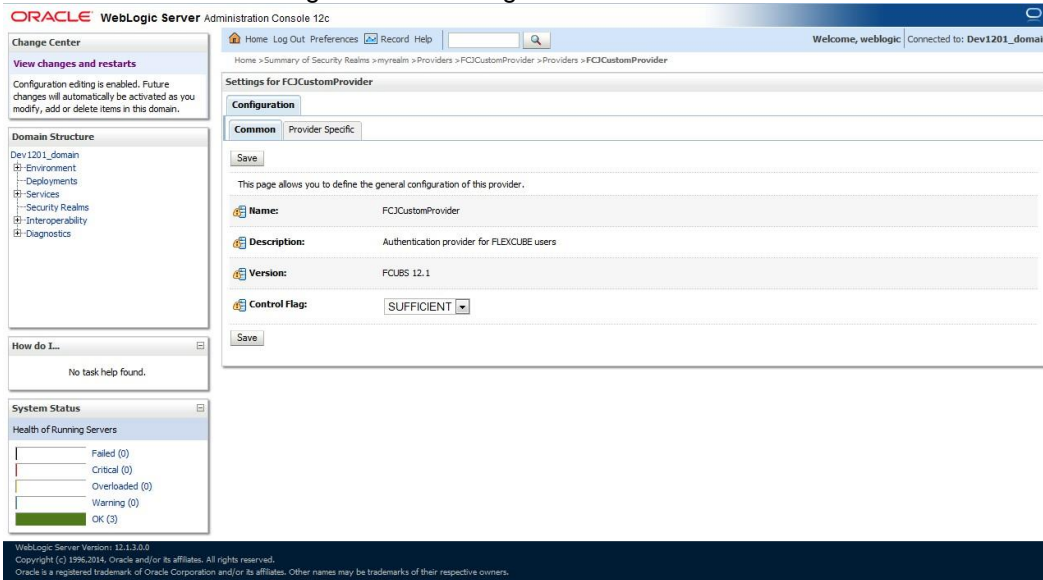 ORACLE WebLogic Server Administration Console 12c
Change Center
View changes and restarts
Configuration editing is enabled. Future
changes will automatically be activated as you
modify, add or delete items in this domain.
Domain Structure
Dev1201_domain
Environment
Deployments
Services
Security Realms
Interoperability
Diagnostics
How do I...
No task help found.
System Status
Health of Running Servers
Failed (0)
Critical (0)
Overloaded (0)
Warning (0)
OK (3)
Home Log Out Preferences Record Help
Welcome, weblogic Connected to: Dev1201_domai
Home >Summary of Security Realms >myrealm >Providers >FCJCustomProvider >Providers >FCJCustomProvider
Settings for FCJCustomProvider
Configuration
Common Provider Specific
Save
This page allows you to define the general configuration of this provider.
Name: FCJCustomProvider
Description: Authentication provider for FLEXCUBE users
Version: FCUBS 12.1
Control Flag: SUFFICIENT
Save
WebLogic Server Version: 12.1.3.0.0
Copyright (c) 1996,2014, Oracle and/or its affiliates. All rights reserved.
Oracle is a registered trademark of Oracle Corporation and/or its affiliates. Other names may be trademarks of their respective owners.